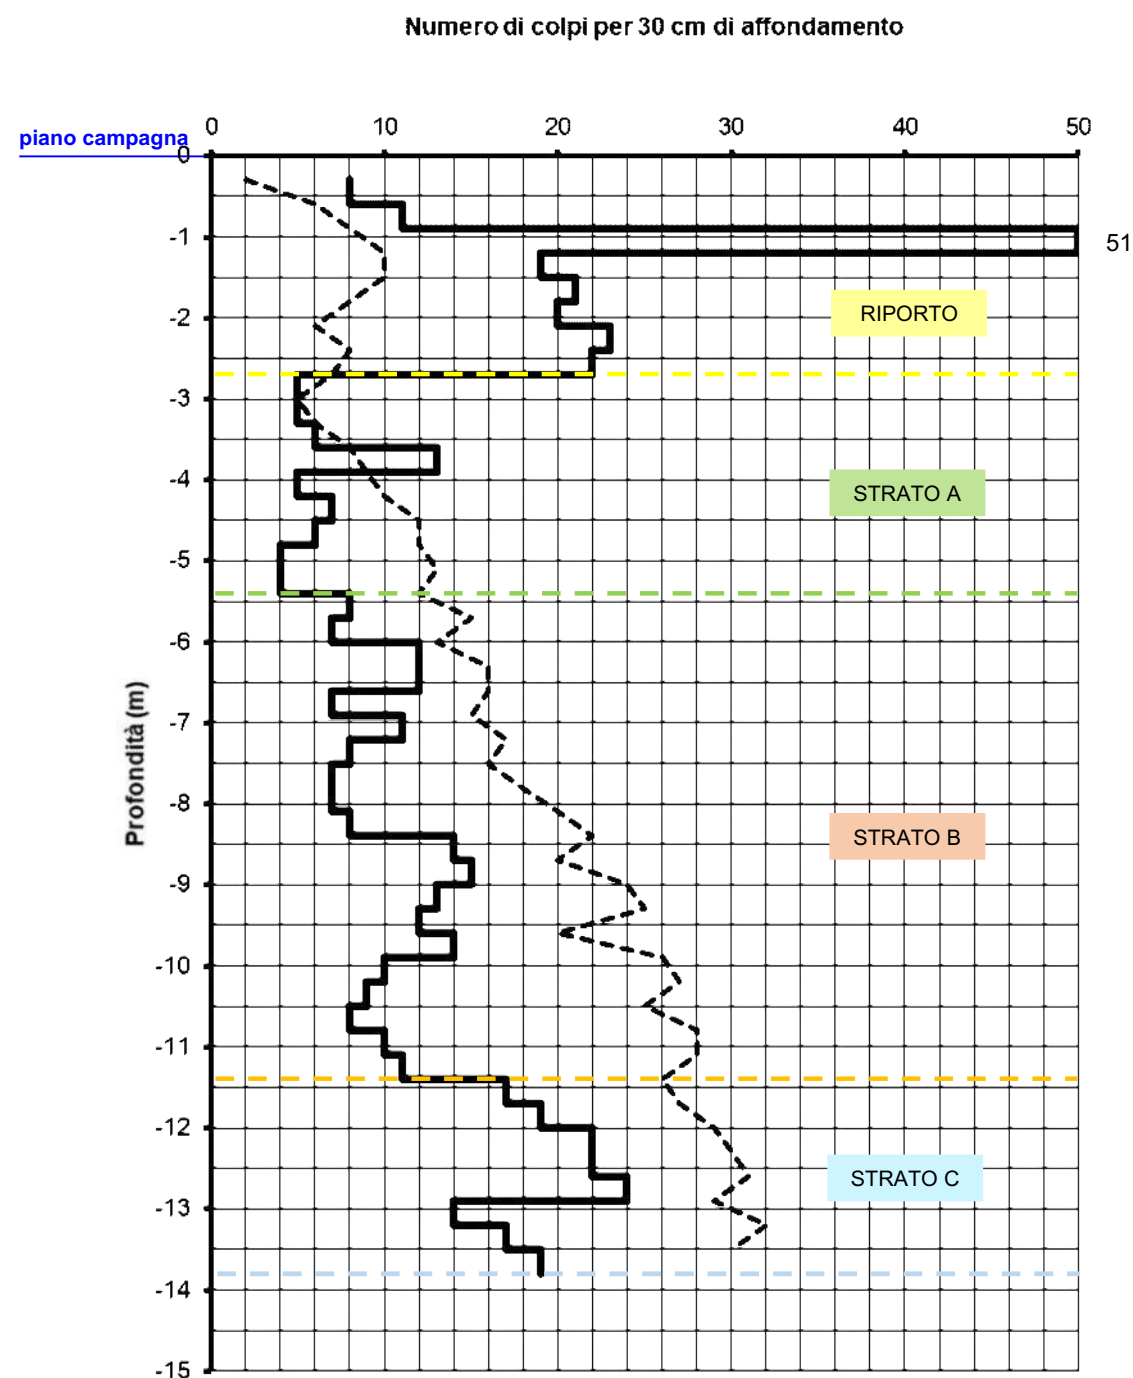 Numero di colpi per 30 cm di affondamento
piano campagna
0 10 20 30 40 50
0
-1
51
RIPORTO
-2
-3
-4
STRATO A
-5
-6
-7
Profondità (m)
-8
STRATO B
-9
-10
-11
-12
STRATO C
-13
-14
-15